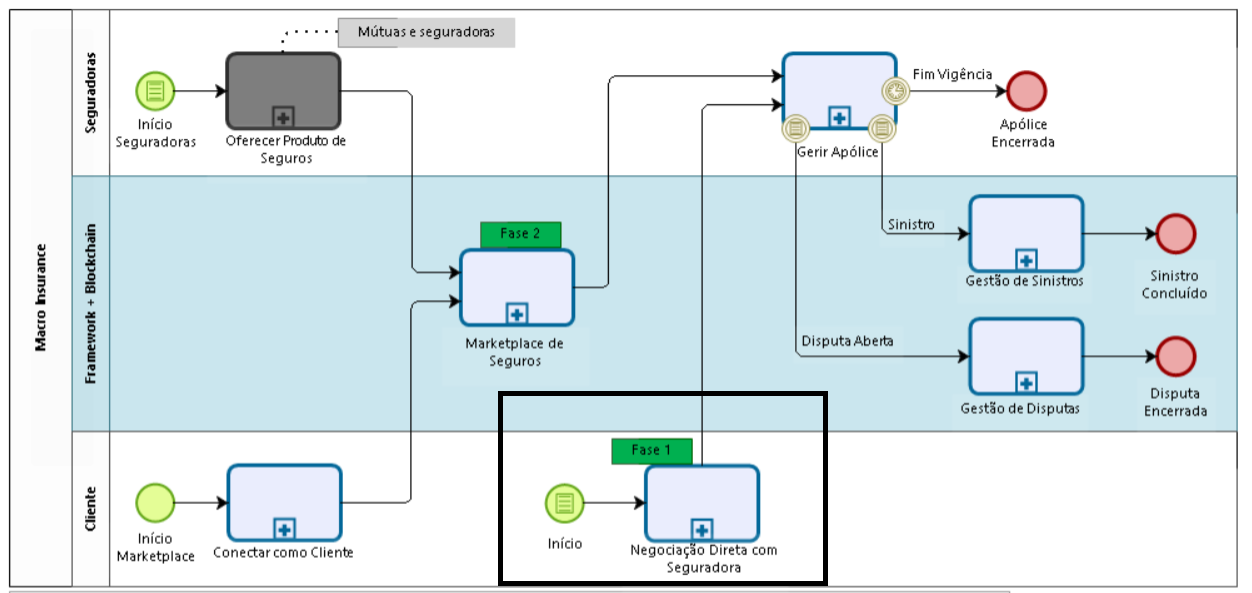 Macro Insurance
Seguradoras
Mútuas e seguradoras
Início
Seguradoras
Oferecer Produto de
Seguros
Gerir Apólice
Fim Vigência
Apólice
Encerrada
Framework + Blockchain
Fase 2
Marketplace de
Seguros
Sinistro
Gestão de Sinistros
Sinistro
Concluído
Disputa Aberta
Gestão de Disputas
Disputa
Encerrada
Cliente
Início
Marketplace
Conectar como Cliente
Fase 1
Início
Negociação Direta com
Seguradora